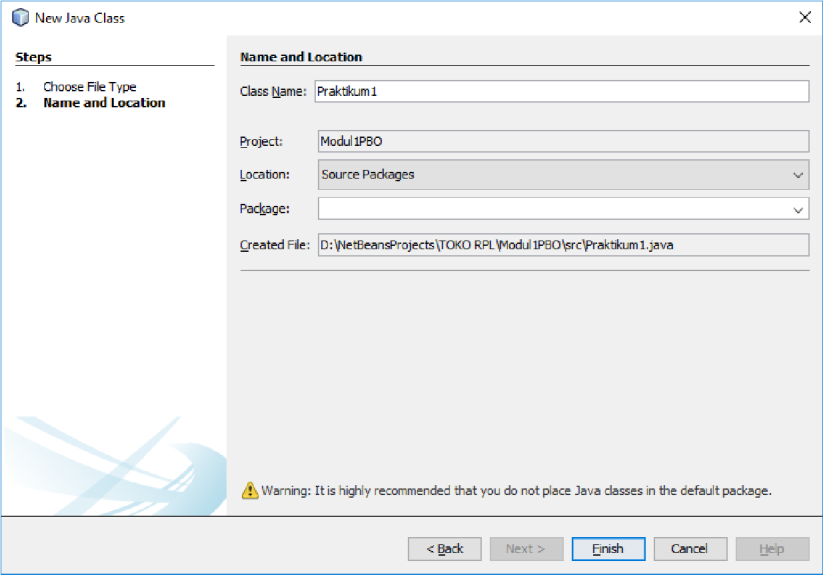 New Java Class
Steps
1. Choose File Type
2. Name and Location
Name and Location
Class Name: Praktikum1
Project: Modul1PBO
Location: Source Packages
Package:
Created File: D:\NetBeansProjects\TOKO RPL\Modul1PBO\src\Praktikum1.java
Warning: It is highly recommended that you do not place Java classes in the default package.
< Back Next > Finish Cancel Help